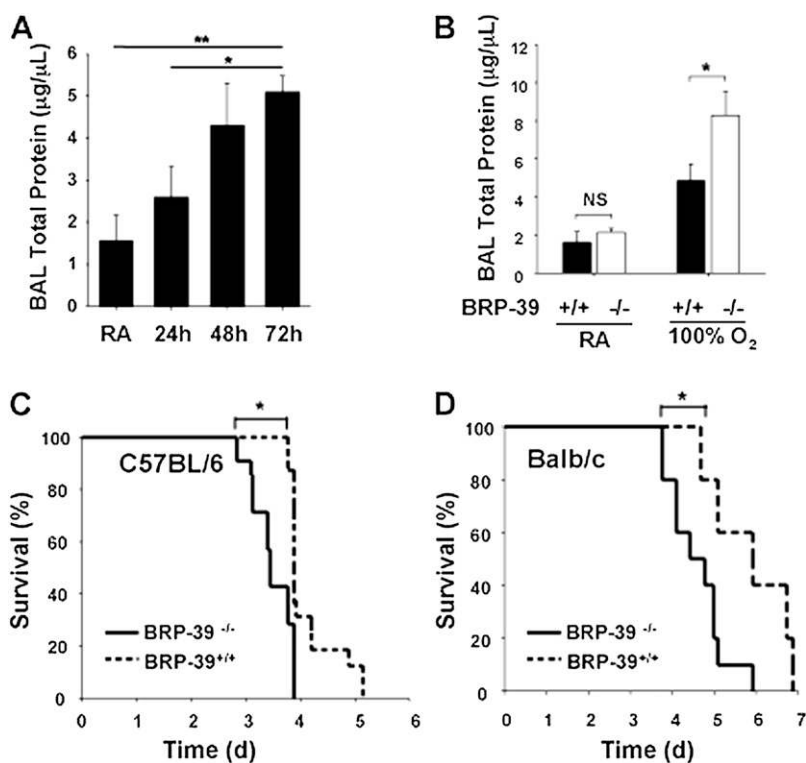 A
**
*
BAL Total Protein (µg/µL)
6
5
4
3
2
1
0
RA 24h 48h 72h
B
*
NS
BAL Total Protein (µg/µL)
12
10
8
6
4
2
0
BRP-39 +/+ -/- +/+ -/-
RA 100% O₂
C
*
C57BL/6
Survival (%)
100
80
60
40
20
0
BRP-39 -/-
BRP-39+/+
0 1 2 3 4 5 6
Time (d)
D
*
Balb/c
Survival (%)
100
80
60
40
20
0
BRP-39 -/-
BRP-39+/+
0 1 2 3 4 5 6 7
Time (d)